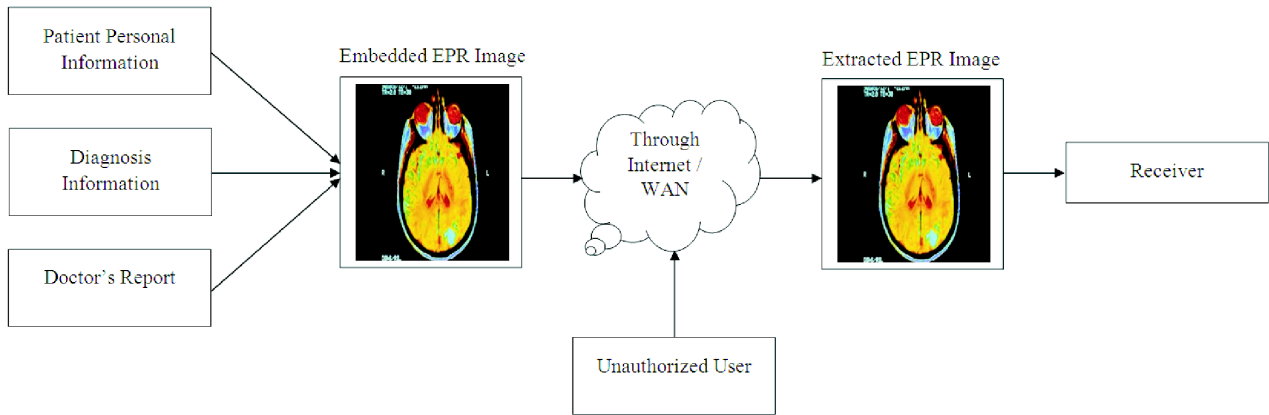 Patient Personal
Information
Embedded EPR Image
Extracted EPR Image
Diagnosis
Information
Through
Internet /
WAN
R
L
R
L
Receiver
Doctor's Report
Unauthorized User